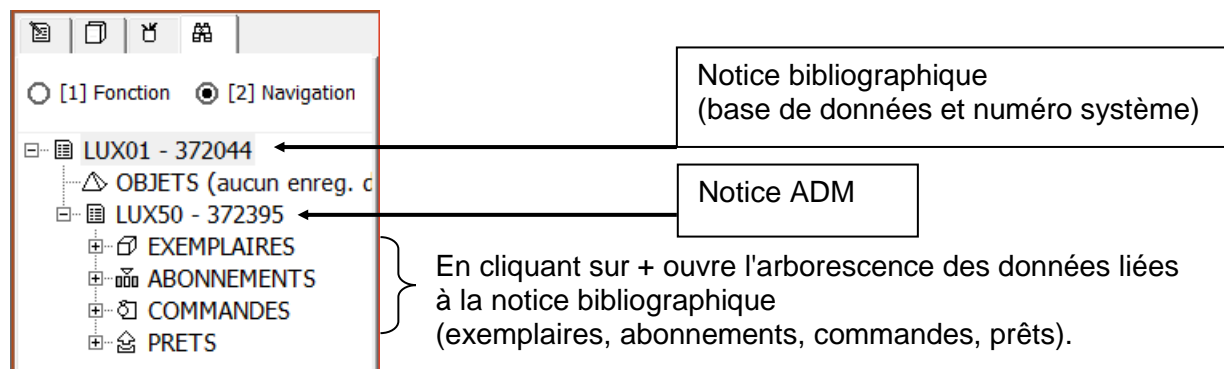 [1] Fonction [2] Navigation
LUX01 - 372044
OBJETS (aucun enreg. d
LUX50 - 372395
EXEMPLAIRES
ABONNEMENTS
COMMANDES
PRETS
Notice bibliographique
(base de données et numéro système)
Notice ADM
En cliquant sur + ouvre l'arborescence des données liées
à la notice bibliographique
(exemplaires, abonnements, commandes, prêts).